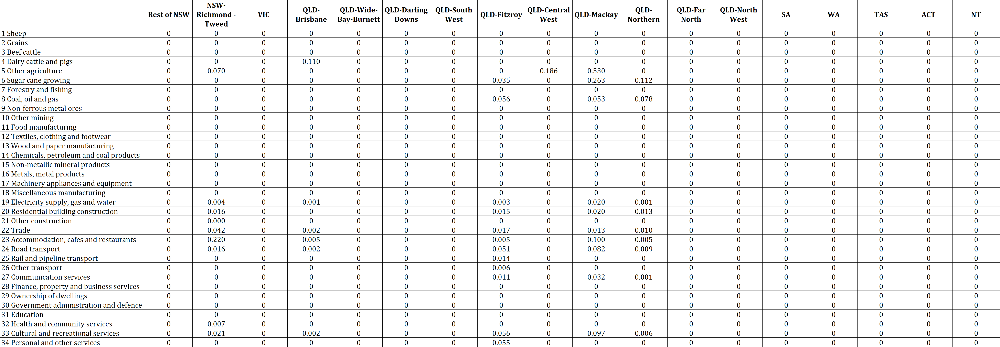 Rest of NSW NSW-Richmond - Tweed VIC QLD-Brisbane QLD-Wide-Bay-Burnett QLD-Darling Downs QLD-South West QLD-Fitzroy QLD-Central West QLD-Mackay QLD-Northern QLD-Far North QLD-North West SA WA TAS ACT NT
1 Sheep 0 0 0 0 0 0 0 0 0 0 0 0 0 0 0 0 0 0
2 Grains 0 0 0 0 0 0 0 0 0 0 0 0 0 0 0 0 0 0
3 Beef cattle 0 0 0 0 0 0 0 0 0 0 0 0 0 0 0 0 0 0
4 Dairy cattle and pigs 0 0 0 0.110 0 0 0 0 0 0 0 0 0 0 0 0 0 0
5 Other agriculture 0 0.070 0 0 0 0 0 0 0.186 0.530 0 0 0 0 0 0 0 0
6 Sugar cane growing 0 0 0 0 0 0 0 0.035 0 0.263 0.112 0 0 0 0 0 0 0
7 Forestry and fishing 0 0 0 0 0 0 0 0 0 0 0 0 0 0 0 0 0 0
8 Coal, oil and gas 0 0 0 0 0 0 0 0.056 0 0.053 0.078 0 0 0 0 0 0 0
9 Non-ferrous metal ores 0 0 0 0 0 0 0 0 0 0 0 0 0 0 0 0 0 0
10 Other mining 0 0 0 0 0 0 0 0 0 0 0 0 0 0 0 0 0 0
11 Food manufacturing 0 0 0 0 0 0 0 0 0 0 0 0 0 0 0 0 0 0
12 Textiles, clothing and footwear 0 0 0 0 0 0 0 0 0 0 0 0 0 0 0 0 0 0
13 Wood and paper manufacturing 0 0 0 0 0 0 0 0 0 0 0 0 0 0 0 0 0 0
14 Chemicals, petroleum and coal products 0 0 0 0 0 0 0 0 0 0 0 0 0 0 0 0 0 0
15 Non-metallic mineral products 0 0 0 0 0 0 0 0 0 0 0 0 0 0 0 0 0 0
16 Metals, metal products 0 0 0 0 0 0 0 0 0 0 0 0 0 0 0 0 0 0
17 Machinery appliances and equipment 0 0 0 0 0 0 0 0 0 0 0 0 0 0 0 0 0 0
18 Miscellaneous manufacturing 0 0 0 0 0 0 0 0 0 0 0 0 0 0 0 0 0 0
19 Electricity supply, gas and water 0 0.004 0 0.001 0 0 0 0.003 0 0.020 0.001 0 0 0 0 0 0 0
20 Residential building construction 0 0.016 0 0 0 0 0 0.015 0 0.020 0.013 0 0 0 0 0 0 0
21 Other construction 0 0.000 0 0 0 0 0 0 0 0 0 0 0 0 0 0 0 0
22 Trade 0 0.042 0 0.002 0 0 0 0.017 0 0.013 0.010 0 0 0 0 0 0 0
23 Accommodation, cafes and restaurants 0 0.220 0 0.005 0 0 0 0.005 0 0.100 0.005 0 0 0 0 0 0 0
24 Road transport 0 0.016 0 0.002 0 0 0 0.051 0 0.082 0.009 0 0 0 0 0 0 0
25 Rail and pipeline transport 0 0 0 0 0 0 0 0.014 0 0 0 0 0 0 0 0 0 0
26 Other transport 0 0 0 0 0 0 0 0.006 0 0 0 0 0 0 0 0 0 0
27 Communication services 0 0 0 0 0 0 0 0.011 0 0.032 0.001 0 0 0 0 0 0 0
28 Finance, property and business services 0 0 0 0 0 0 0 0 0 0 0 0 0 0 0 0 0 0
29 Ownership of dwellings 0 0 0 0 0 0 0 0 0 0 0 0 0 0 0 0 0 0
30 Government administration and defence 0 0 0 0 0 0 0 0 0 0 0 0 0 0 0 0 0 0
31 Education 0 0 0 0 0 0 0 0 0 0 0 0 0 0 0 0 0 0
32 Health and community services 0 0.007 0 0 0 0 0 0 0 0 0 0 0 0 0 0 0 0
33 Cultural and recreational services 0 0.021 0 0.002 0 0 0 0.056 0 0.097 0.006 0 0 0 0 0 0 0
34 Personal and other services 0 0 0 0 0 0 0 0.055 0 0 0 0 0 0 0 0 0 0